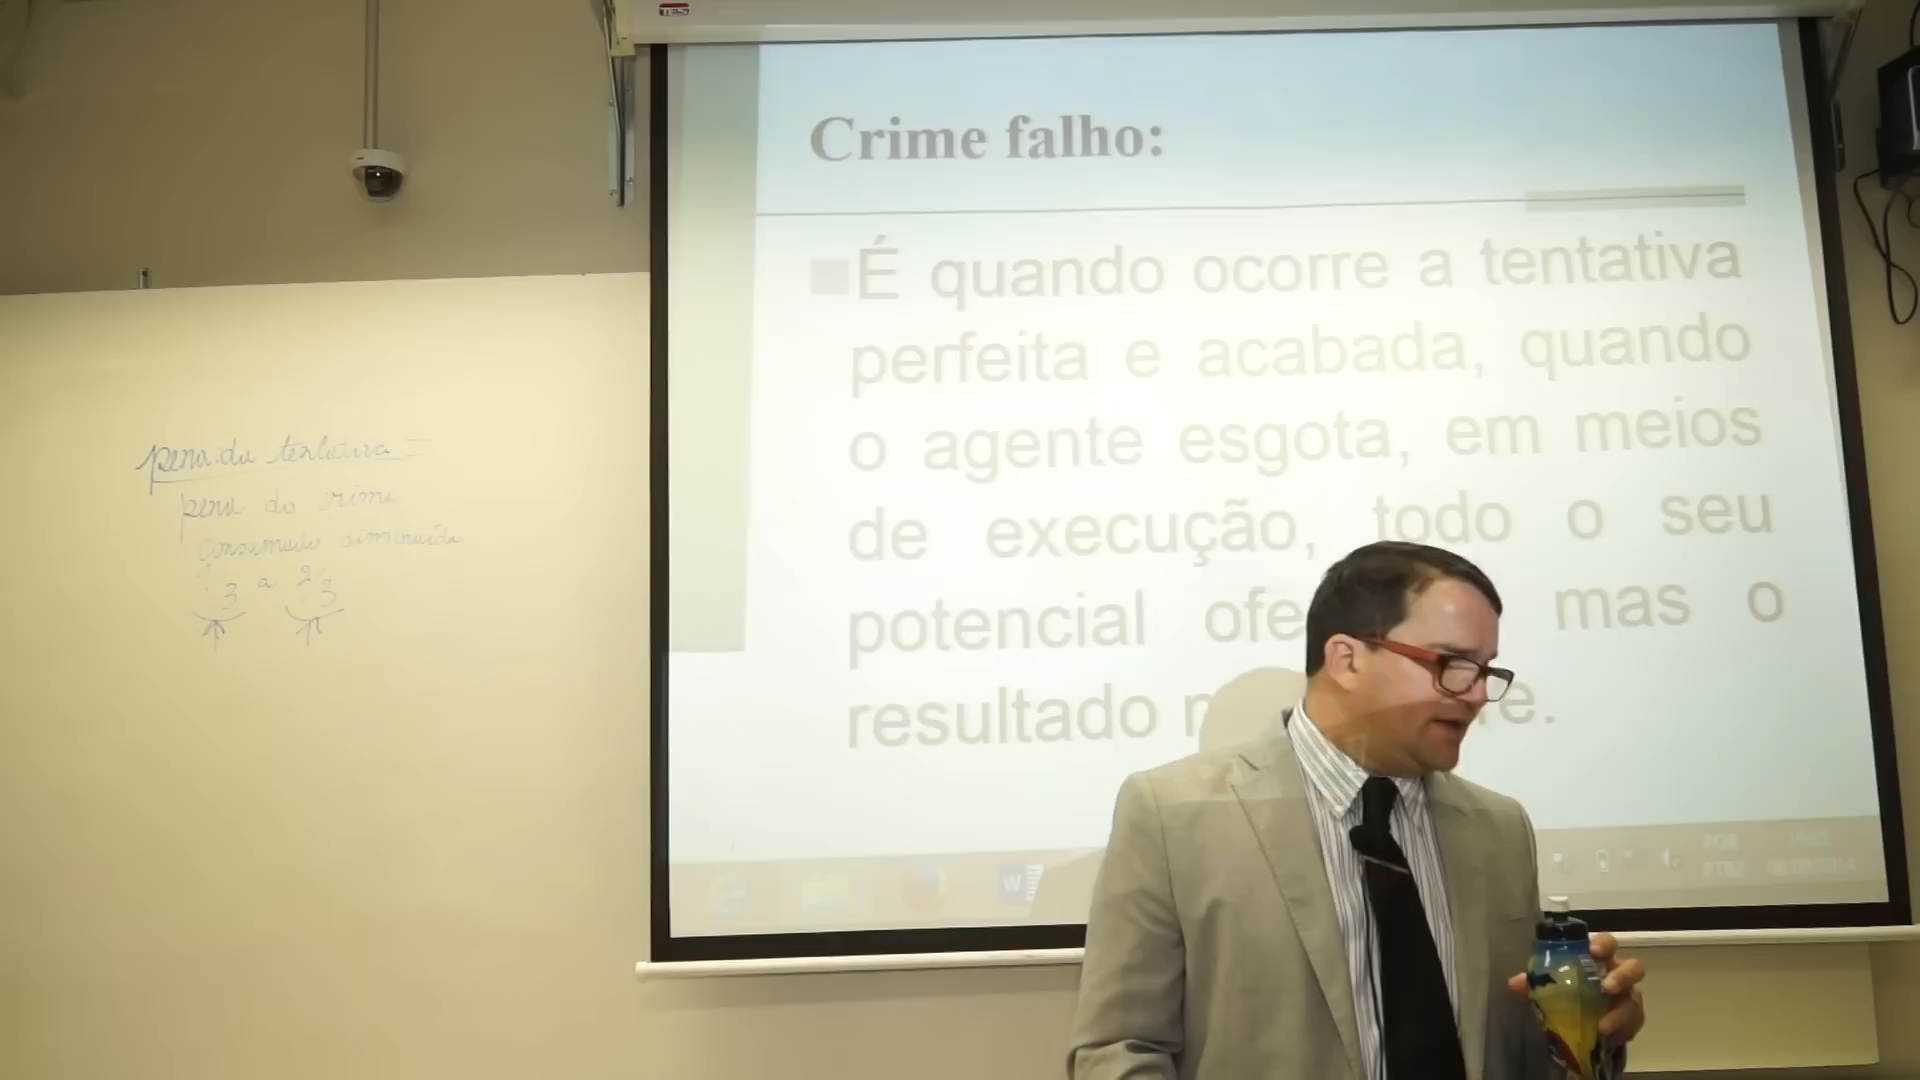 Crime falho:
É quando ocorre a tentativa
perfeita e acabada, quando
o agente esgota, em meios
de execução, todo o seu
potencial mas o
resultado
pena da tentativa =
pena do crime
consumado diminuída
3 a 2/3
W
POR